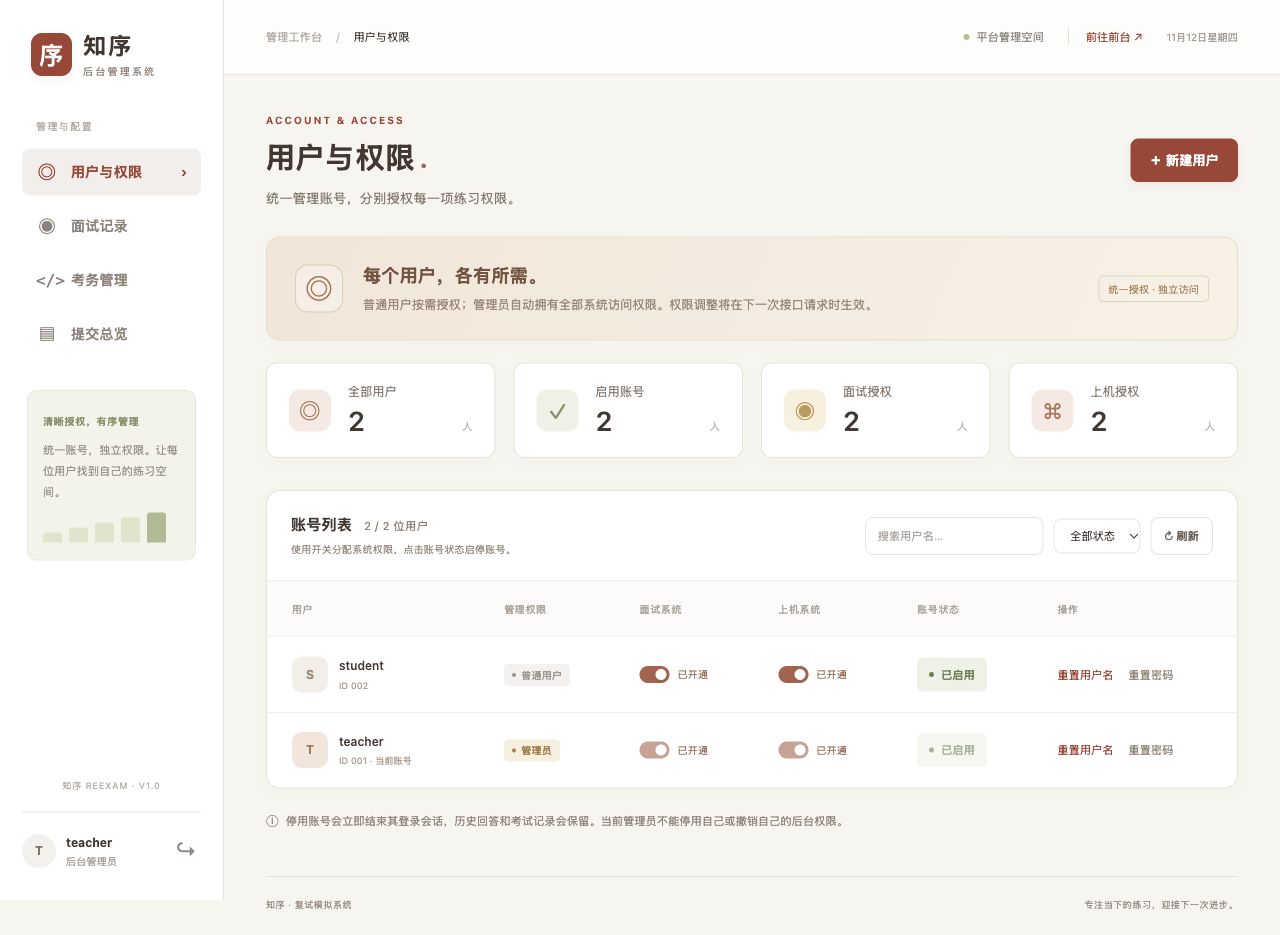 序 知序
后台管理系统
管理与配置
用户与权限 ›
面试记录
</> 考务管理
提交总览
清晰授权，有序管理
统一账号，独立权限。让每
位用户找到自己的练习空
间。
知序 REEXAM · V1.0
T teacher
后台管理员
管理工作台 / 用户与权限
平台管理空间
前往前台 ↗
11月12日星期四
ACCOUNT & ACCESS
用户与权限.
统一管理账号，分别授权每一项练习权限。
+ 新建用户
每个用户，各有所需。
普通用户按需授权；管理员自动拥有全部系统访问权限。权限调整将在下一次接口请求时生效。
统一授权 · 独立访问
全部用户
2 人
启用账号
2 人
面试授权
2 人
上机授权
2 人
账号列表 2 / 2 位用户
使用开关分配系统权限，点击账号状态启停账号。
搜索用户名...
全部状态
↻ 刷新
用户 管理权限 面试系统 上机系统 账号状态 操作
S student 普通用户 已开通 已开通 已启用 重置用户名 重置密码
ID 002
T teacher 管理员 已开通 已开通 已启用 重置用户名 重置密码
ID 001 · 当前账号
ⓘ 停用账号会立即结束其登录会话，历史回答和考试记录会保留。当前管理员不能停用自己或撤销自己的后台权限。
知序 · 复试模拟系统
专注当下的练习，迎接下一次进步。